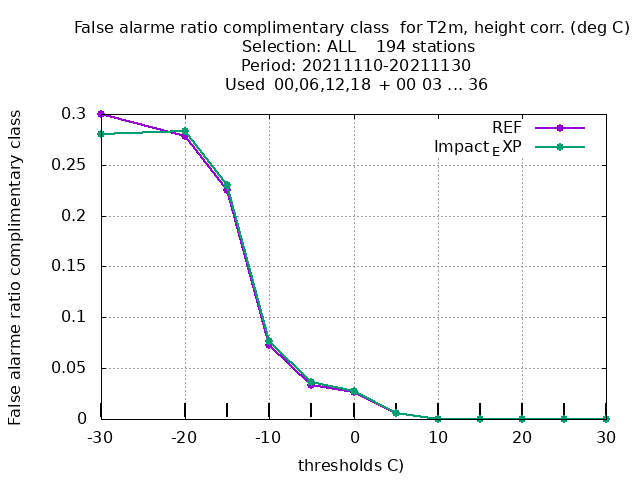 False alarme ratio complimentary class  for T2m, height corr. (deg C)
Selection: ALL    194 stations
Period: 20211110-20211130
Used  00,06,12,18  + 00 03 ... 36
False alarme ratio complimentary class
0.3
0.25
0.2
0.15
0.1
0.05
0
REF
Impact_EXP
-30 -20 -10 0 10 20 30
thresholds C)